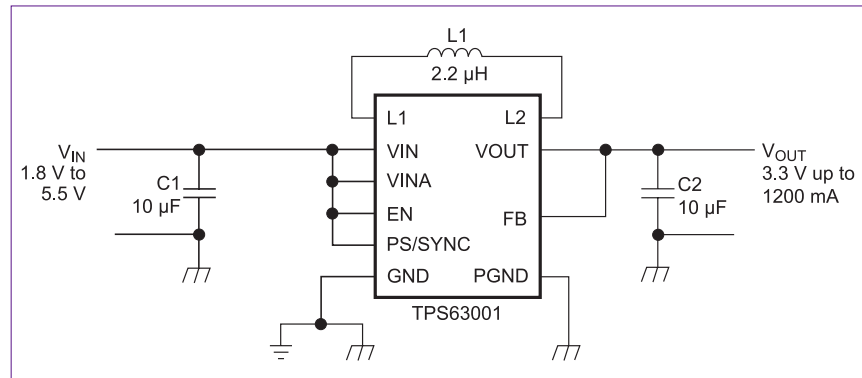 L1
2.2 µH
L1
L2
VIN
1.8 V to
5.5 V
C1
10 µF
VIN
VINA
EN
PS/SYNC
GND
VOUT
FB
PGND
C2
10 µF
VOUT
3.3 V up to
1200 mA
TPS63001